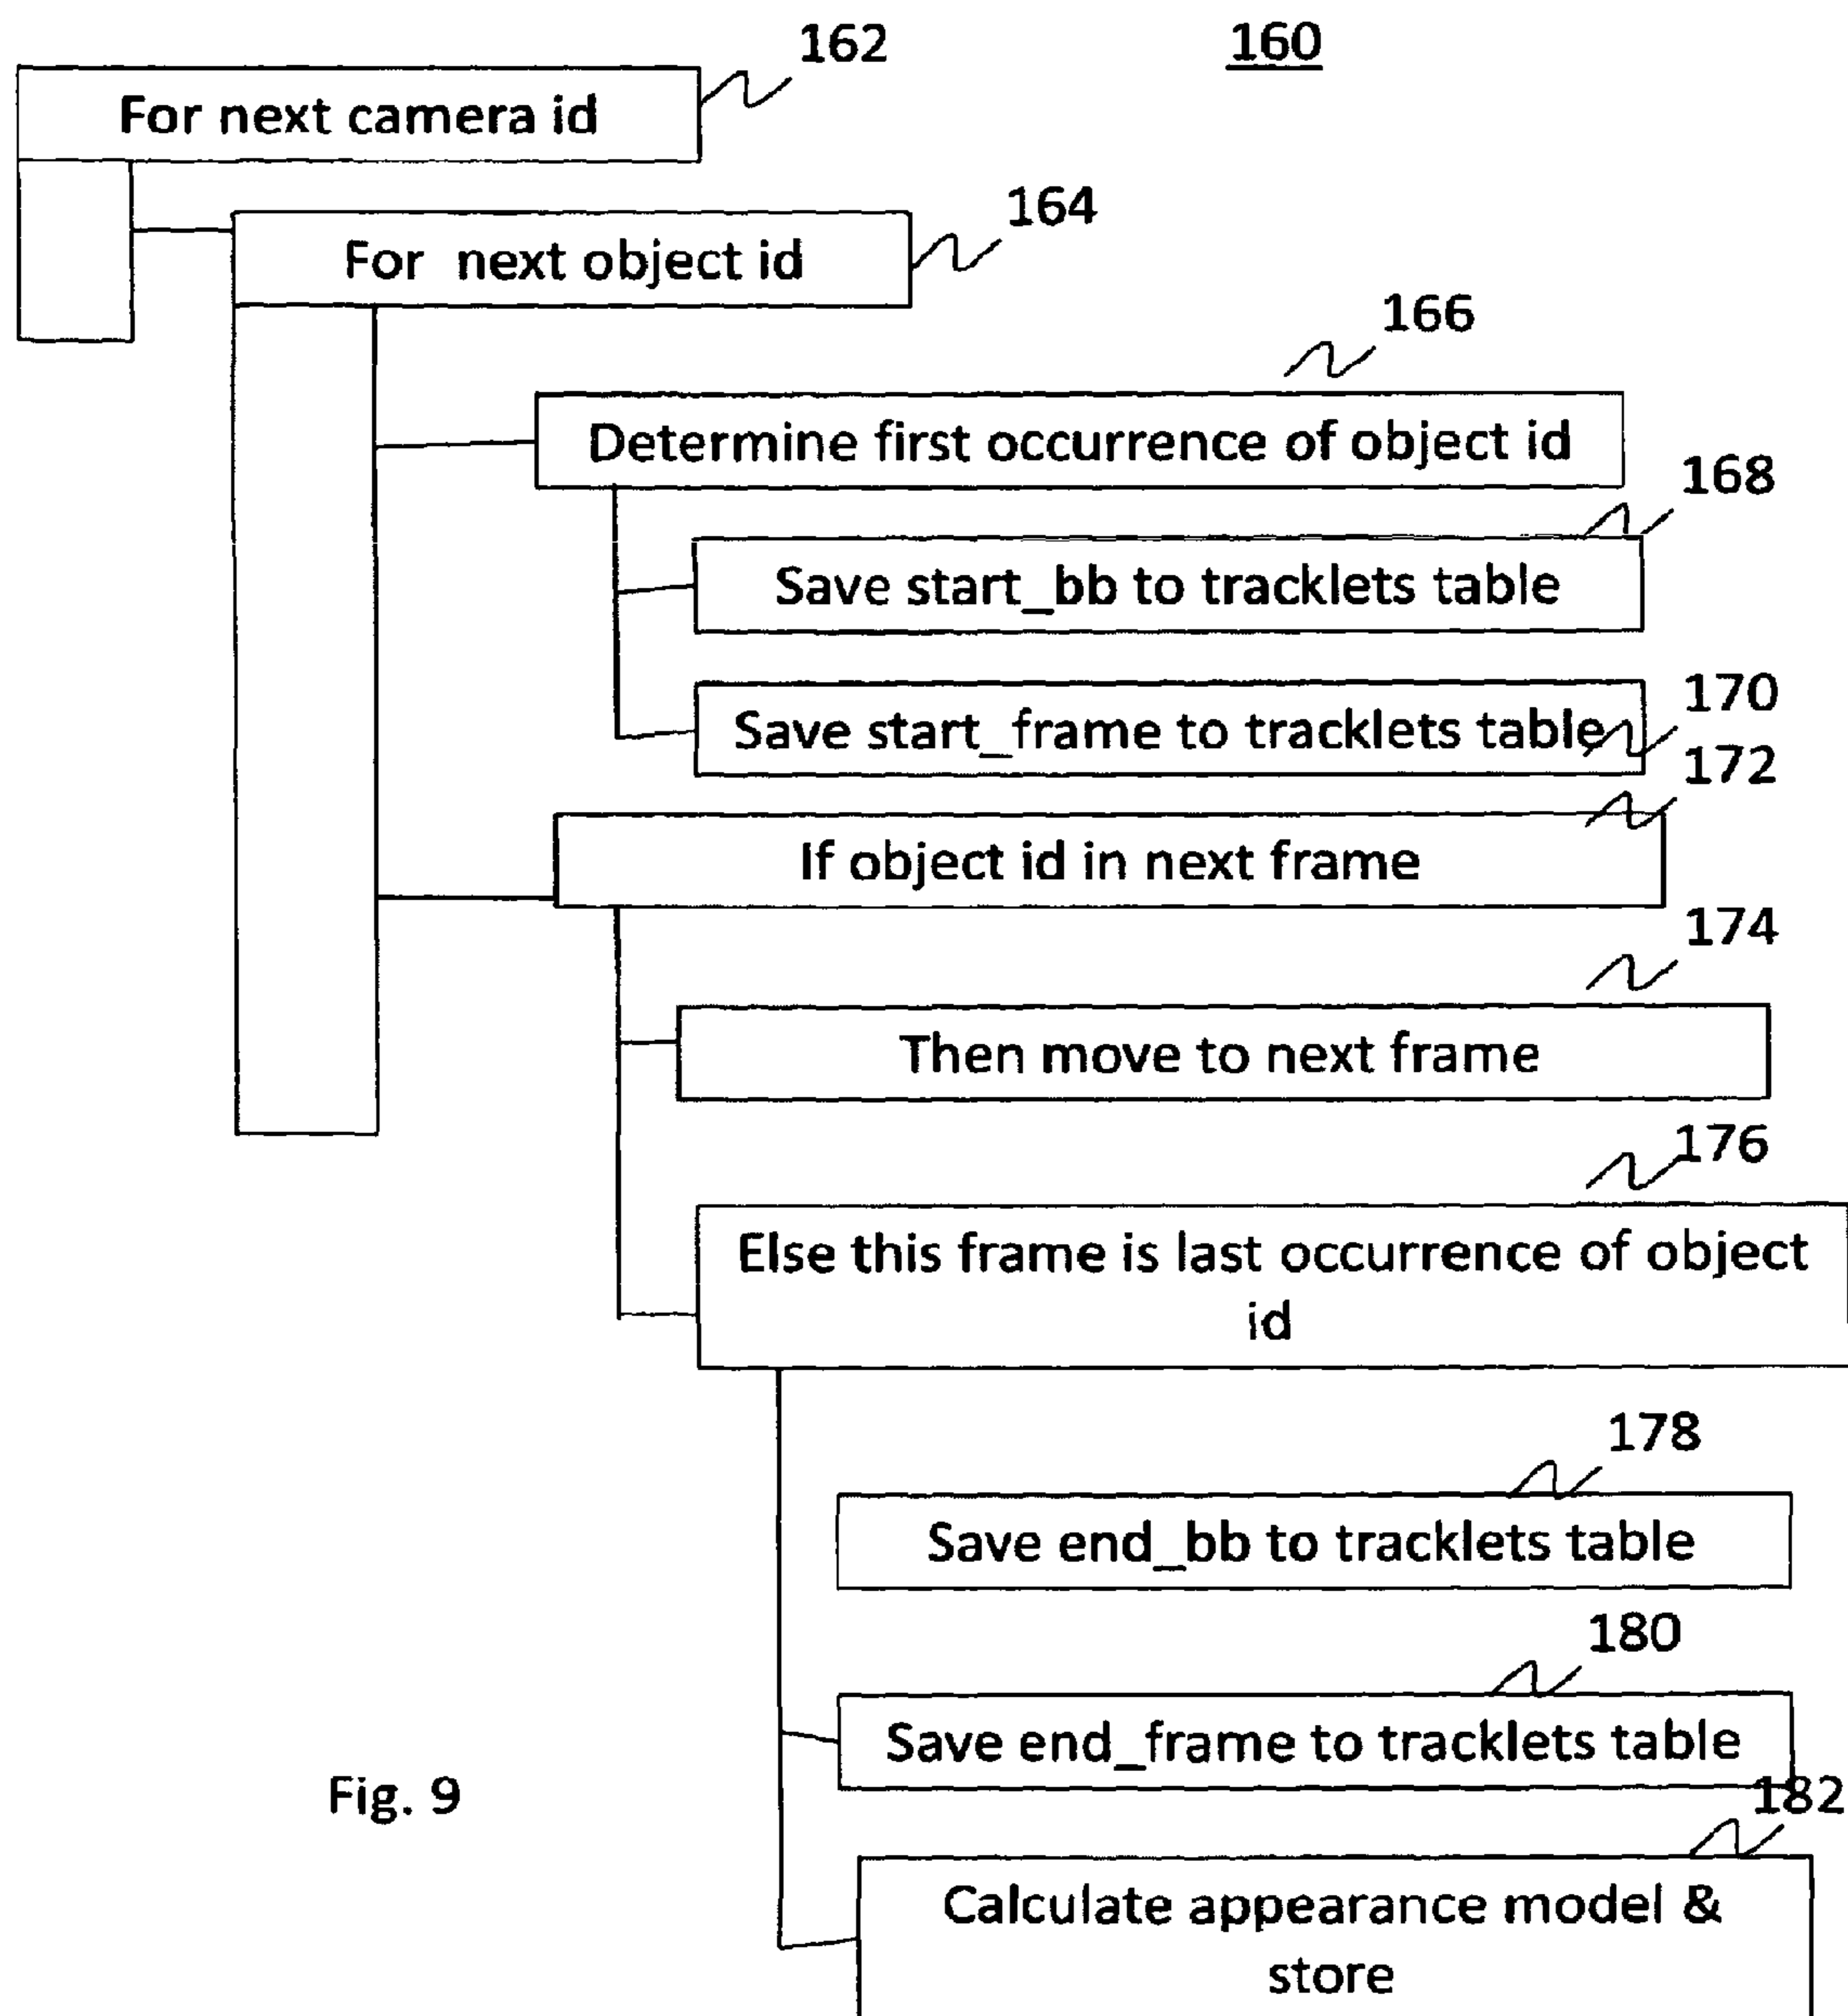 162
160
For next camera id
164
For next object id
166
Determine first occurrence of object id
168
Save start_bb to tracklets table
170
Save start_frame to tracklets table
172
If object id in next frame
174
Then move to next frame
176
Else this frame is last occurrence of object
id
178
Save end_bb to tracklets table
180
Save end_frame to tracklets table
Fig. 9
182
Calculate appearance model &
store